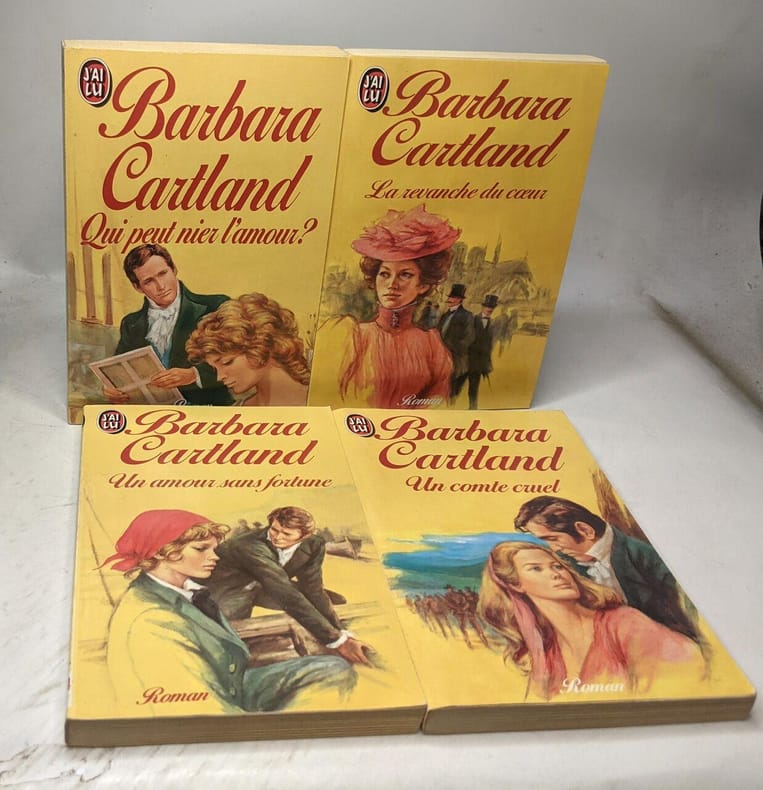 J'AI
LU
Barbara
Cartland
Qui peut nier l'amour?
Roman
J'AI
LU
Barbara
Cartland
La revanche du cœur
Roman
J'AI
LU
Barbara
Cartland
Un amour sans fortune
Roman
J'AI
LU
Barbara
Cartland
Un comte cruel
Roman